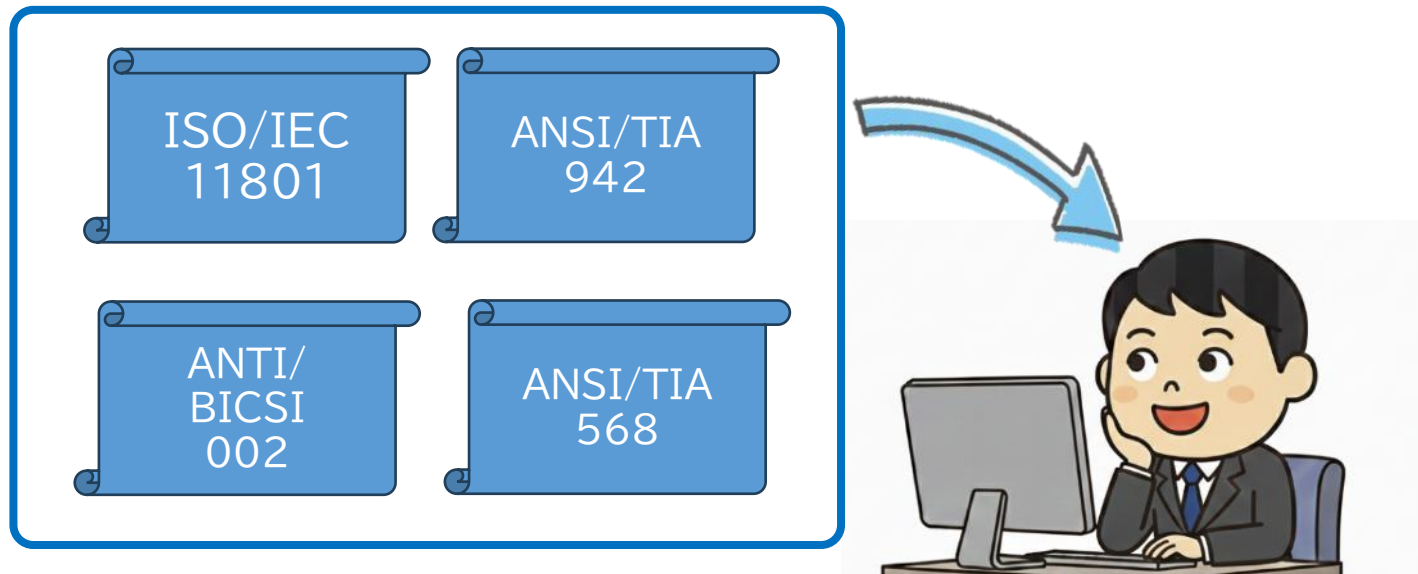 ISO/IEC
11801
ANSI/TIA
942
ANTI/
BICSI
002
ANSI/TIA
568